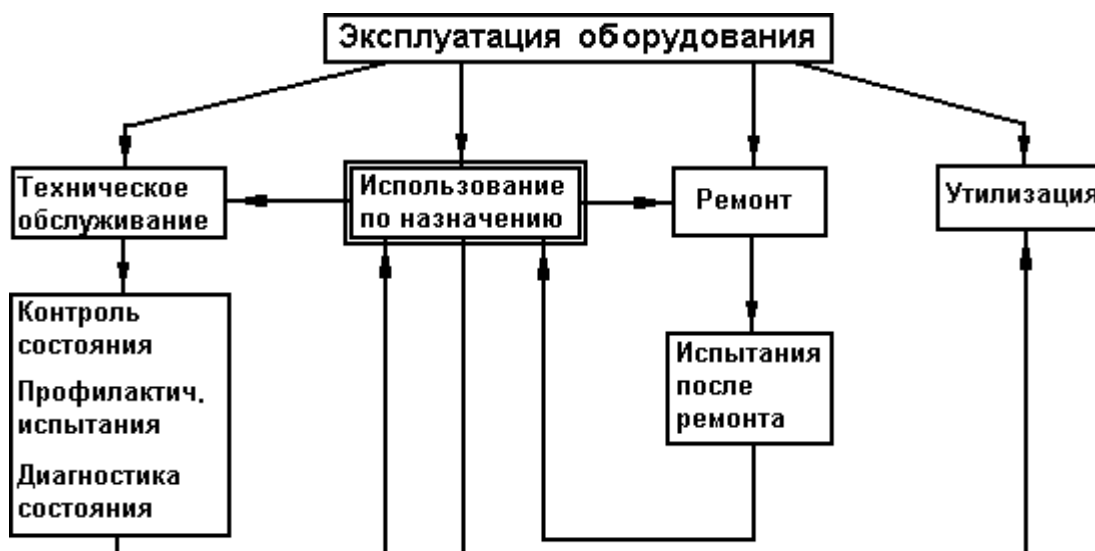 Эксплуатация оборудования
Техническое
обслуживание
Использование
по назначению
Ремонт
Утилизация
Контроль
состояния
Профилактич.
испытания
Диагностика
состояния
Испытания
после
ремонта